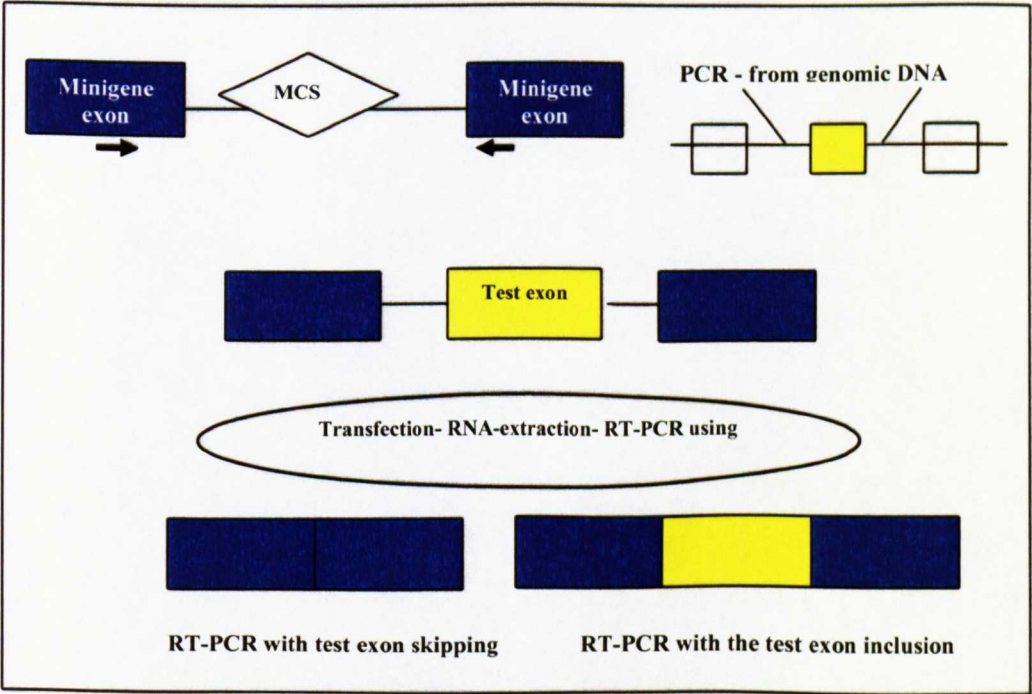 Minigene
exon
MCS
Minigene
exon
PCR - from genomic DNA
Test exon
Transfection- RNA-extraction- RT-PCR using
RT-PCR with test exon skipping
RT-PCR with the test exon inclusion